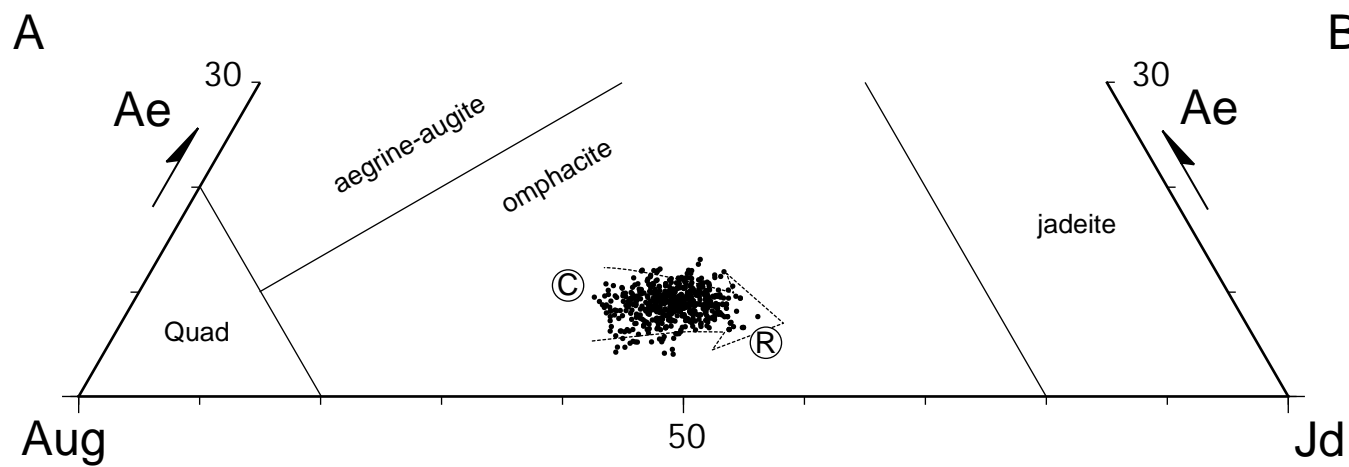 A
B
30
30
Ae
Ae
aegrine-augite
omphacite
jadeite
C
Quad
R
Aug
50
Jd